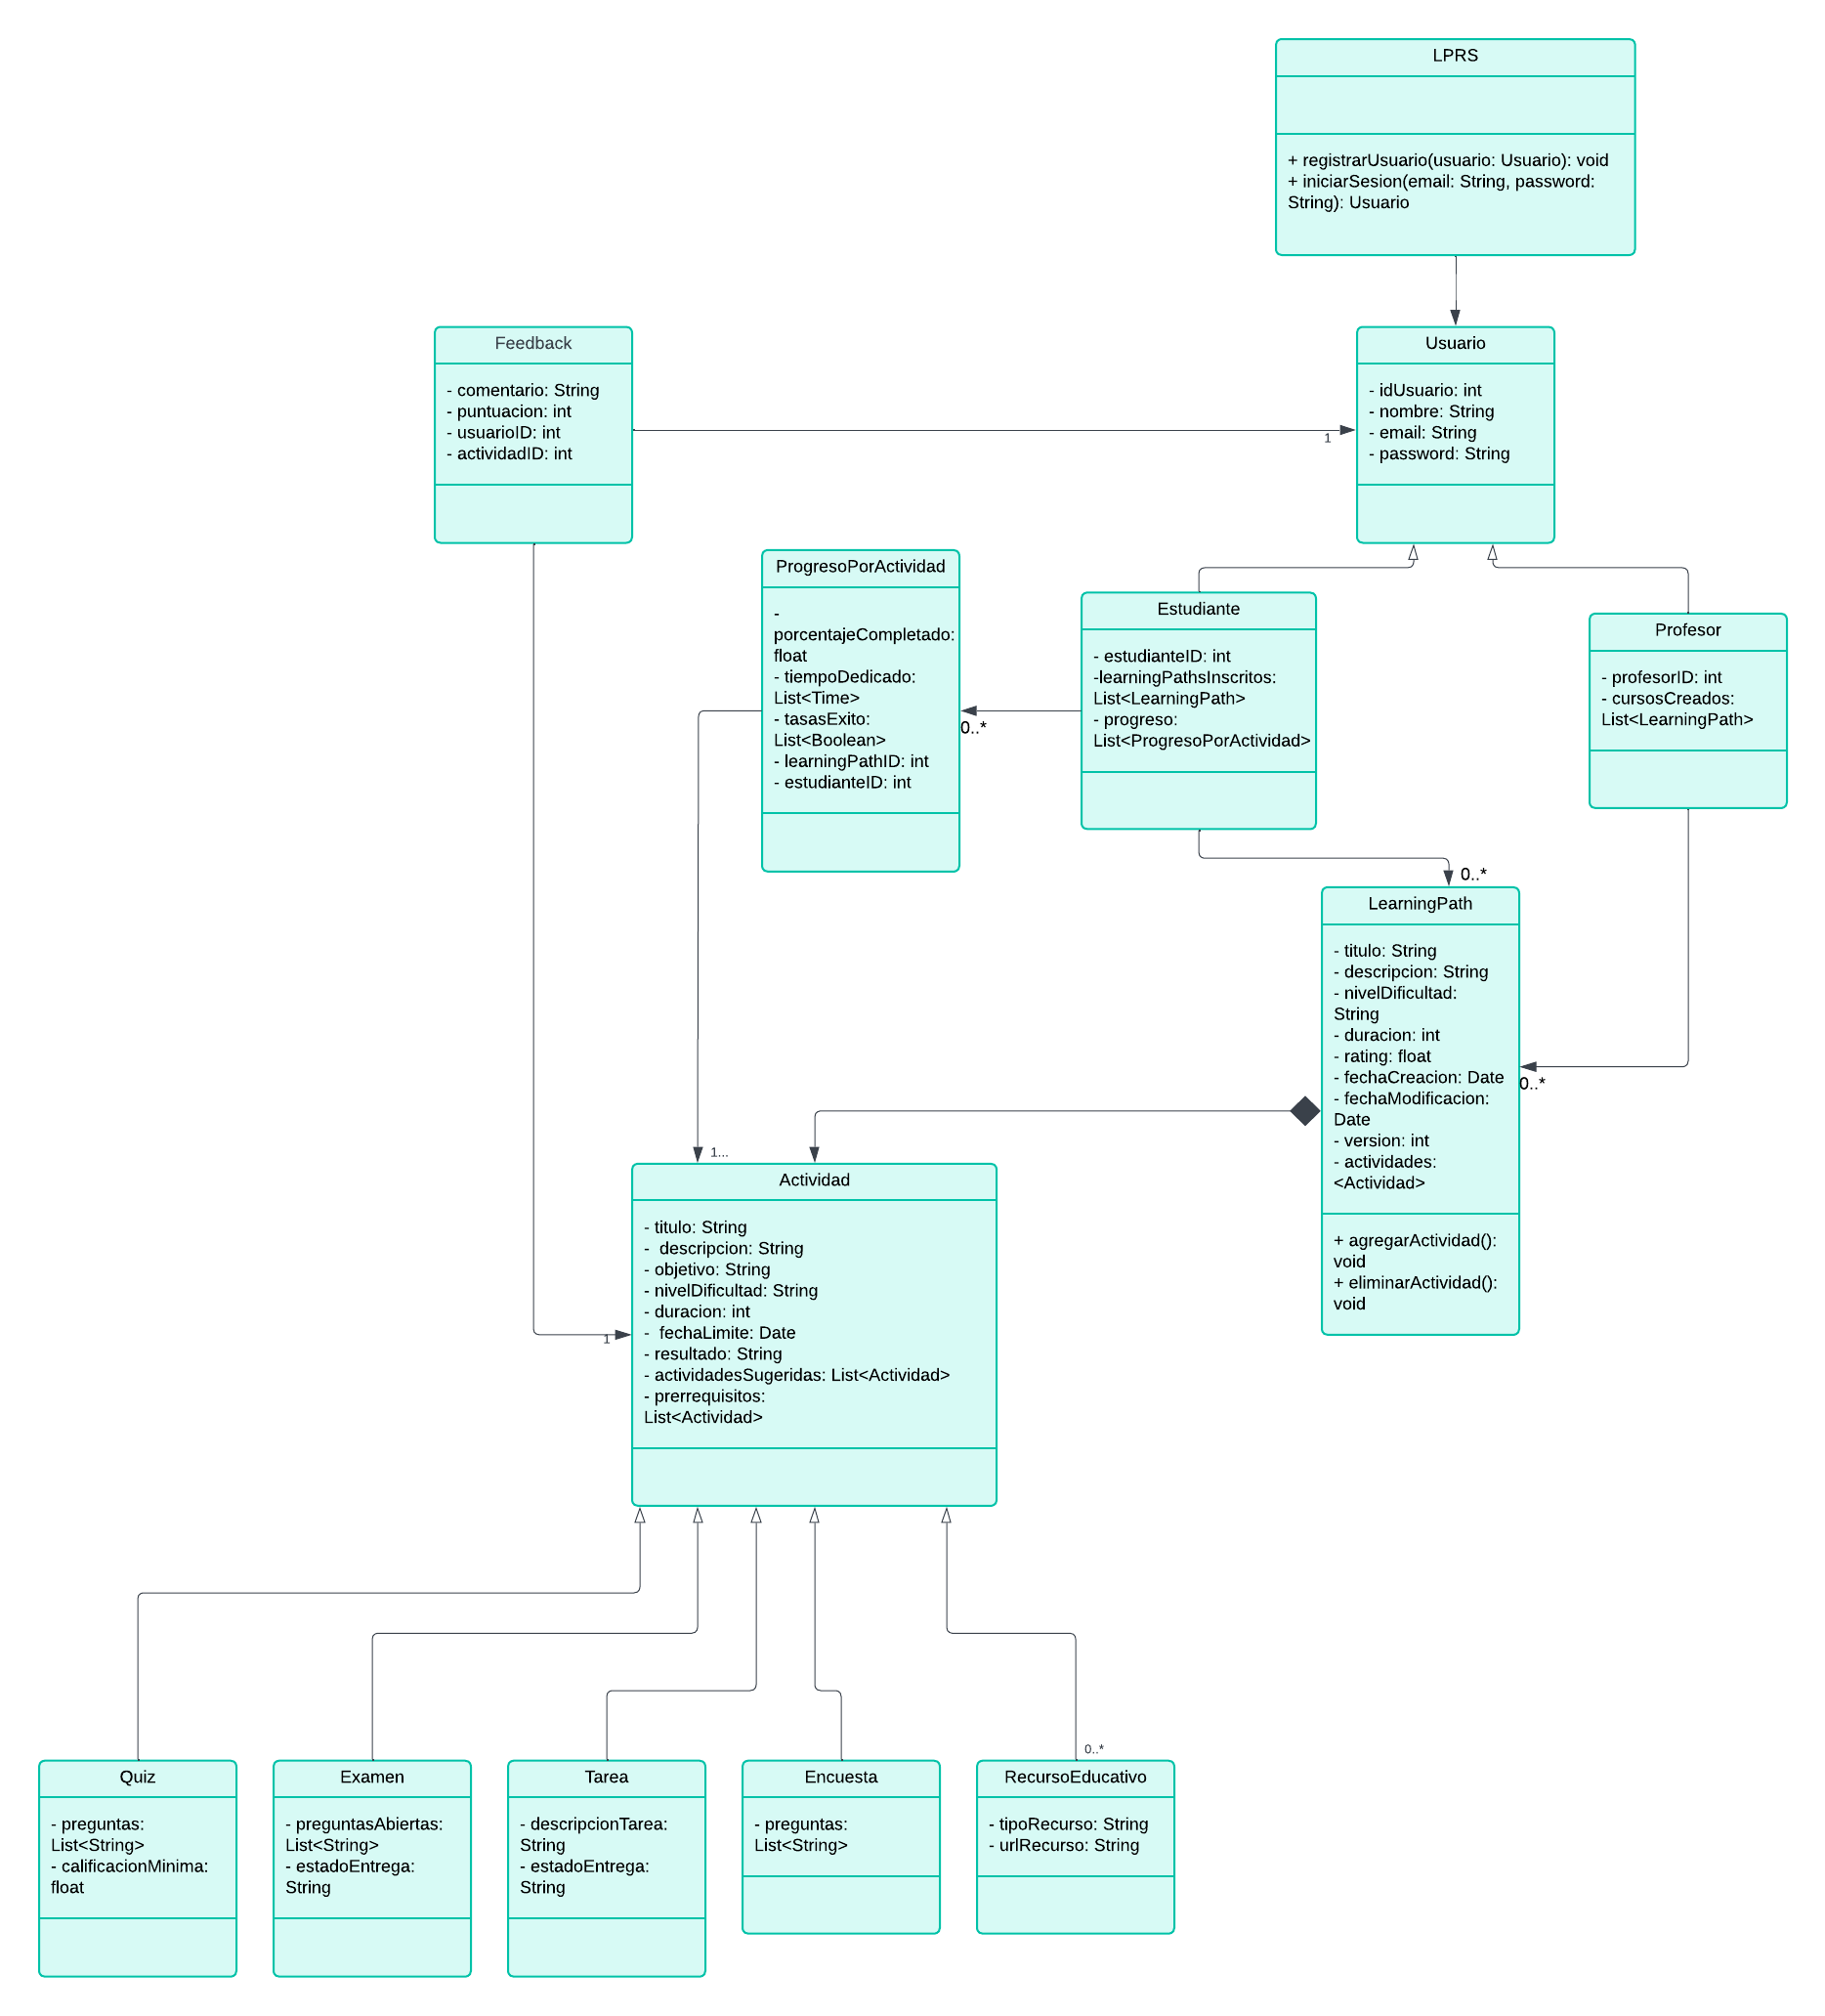 LPRS
+ registrarUsuario(usuario: Usuario): void
+ iniciarSesion(email: String, password:
String): Usuario
Feedback
- comentario: String
- puntuacion: int
- usuarioID: int
- actividadID: int
1
Usuario
- idUsuario: int
- nombre: String
- email: String
- password: String
ProgresoPorActividad
-
porcentajeCompletado:
float
- tiempoDedicado:
List<Time>
- tasasExito:
List<Boolean>
- learningPathID: int
- estudianteID: int
0..*
Estudiante
- estudianteID: int
-learningPathsInscritos:
List<LearningPath>
- progreso:
List<ProgresoPorActividad>
Profesor
- profesorID: int
- cursosCreados:
List<LearningPath>
0..*
LearningPath
- titulo: String
- descripcion: String
- nivelDificultad:
String
- duracion: int
- rating: float
- fechaCreacion: Date
- fechaModificacion:
Date
- version: int
- actividades:
<Actividad>
+ agregarActividad():
void
+ eliminarActividad():
void
0..*
1...
Actividad
- titulo: String
-  descripcion: String
- objetivo: String
- nivelDificultad: String
- duracion: int
-  fechaLimite: Date
- resultado: String
- actividadesSugeridas: List<Actividad>
- prerrequisitos:
List<Actividad>
1
0..*
Quiz
- preguntas:
List<String>
- calificacionMinima:
float
Examen
- preguntasAbiertas:
List<String>
- estadoEntrega:
String
Tarea
- descripcionTarea:
String
- estadoEntrega:
String
Encuesta
- preguntas:
List<String>
RecursoEducativo
- tipoRecurso: String
- urlRecurso: String